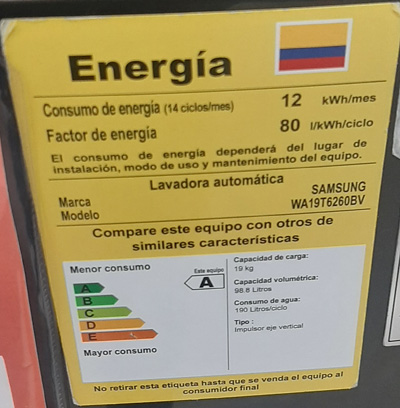 Energía
Consumo de energía (14 ciclos/mes) 12 kWh/mes
Factor de energía 80 l/kWh/ciclo
El consumo de energía dependerá del lugar de
instalación, modo de uso y mantenimiento del equipo.
Lavadora automática
Marca SAMSUNG
Modelo WA19T6260BV
Compare este equipo con otros de
similares características
Menor consumo
Este equipo
A
A
B
C
D
E
Mayor consumo
Capacidad de carga:
19 kg
Capacidad volumétrica:
98.8 Litros
Consumo de agua:
190 Litros/ciclo
Tipo :
Impulsor eje vertical
No retirar esta etiqueta hasta que se venda el equipo al
consumidor final